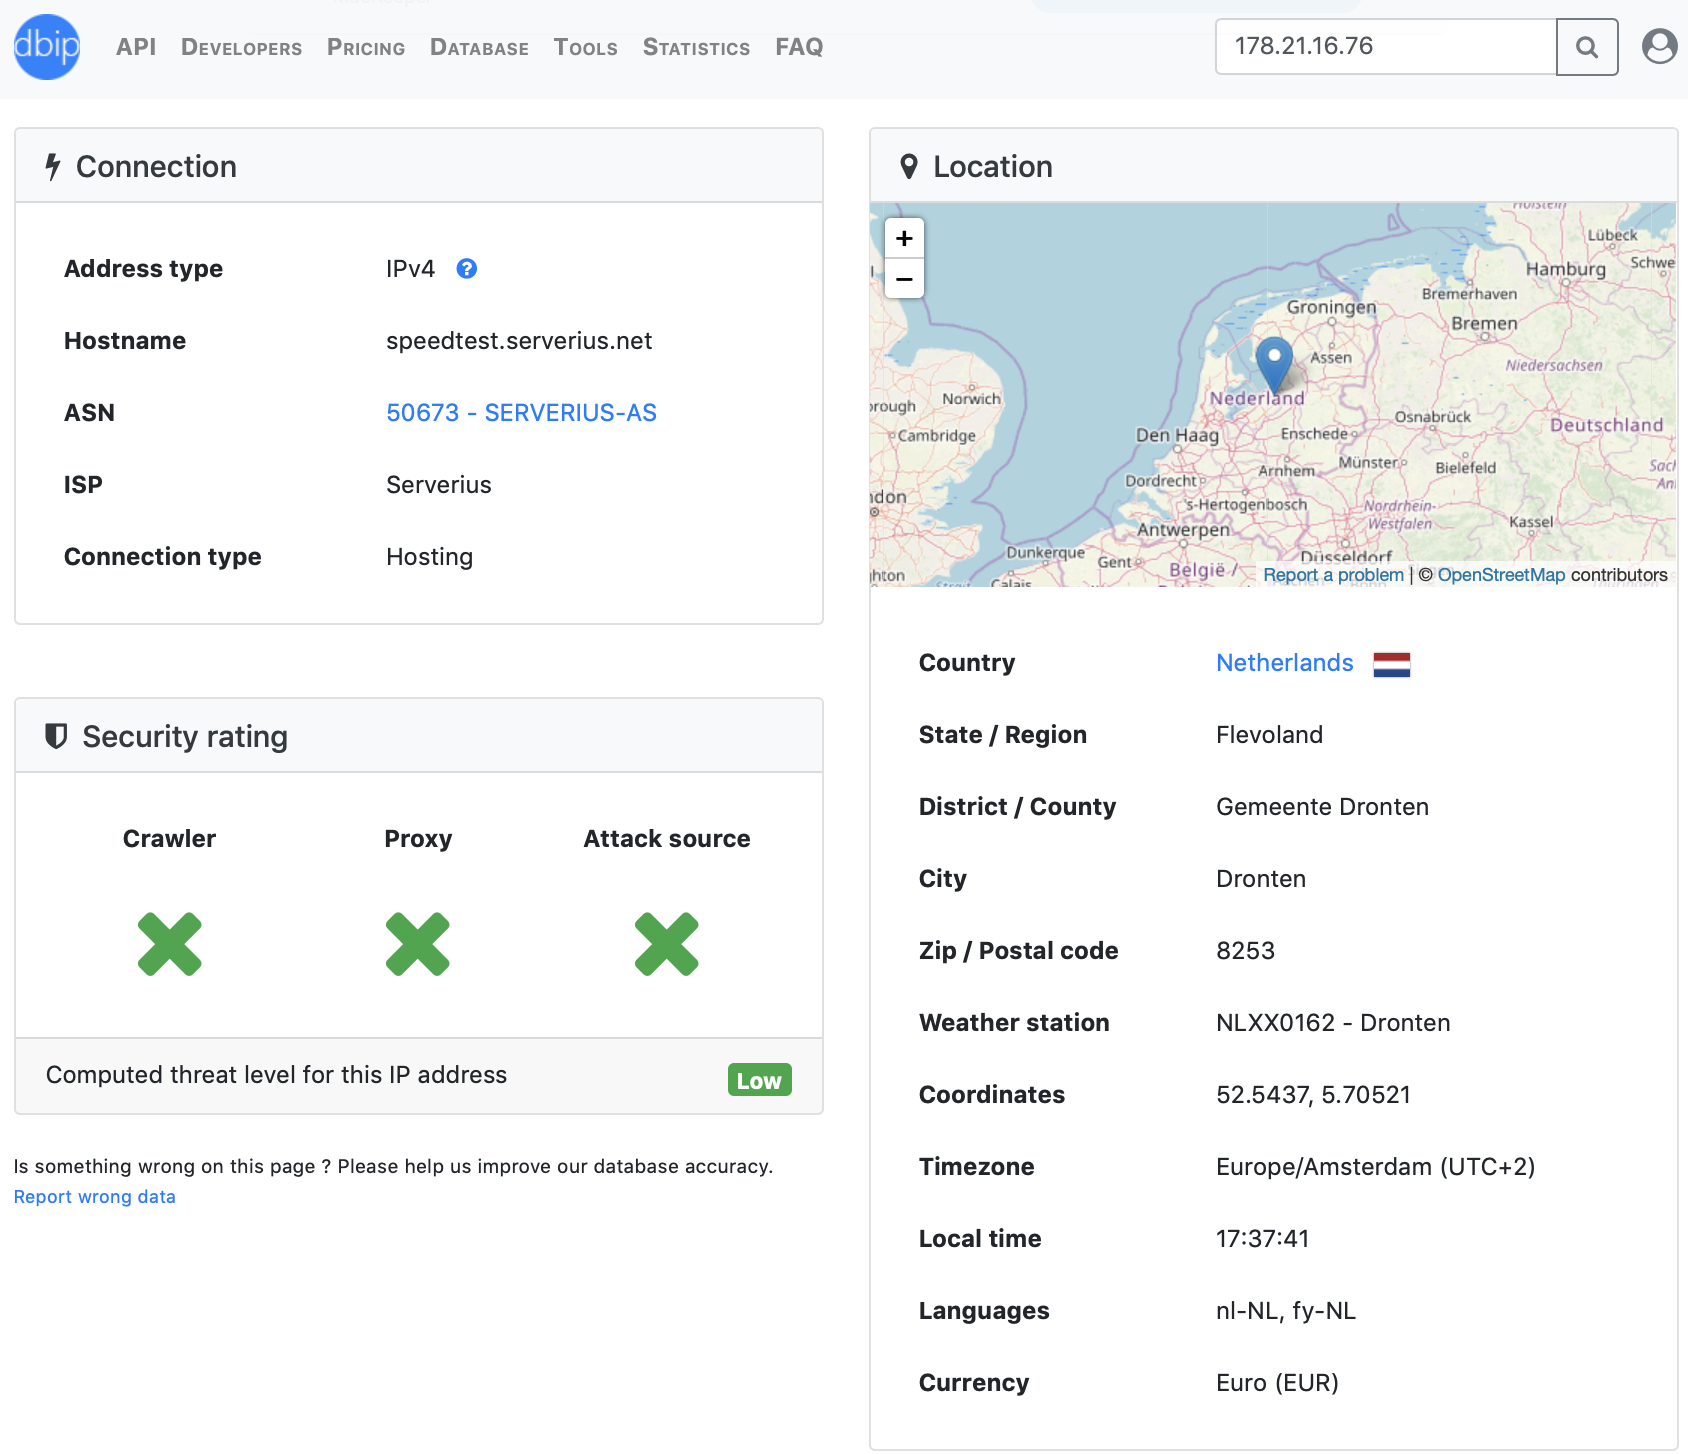 dbip API Developers Pricing Database Tools Statistics FAQ 178.21.16.76
Connection
Address type IPv4 ?
Hostname speedtest.serverius.net
ASN 50673 - SERVERIUS-AS
ISP Serverius
Connection type Hosting
Security rating
Crawler Proxy Attack source
Computed threat level for this IP address Low
Is something wrong on this page ? Please help us improve our database accuracy.
Report wrong data
Location
+
−
Holstein
Lübeck
Hamburg Schwe
Bremerhaven
Groningen
Bremen
Assen
Niedersachsen
Norwich
Nederland
brough
Osnabrück
Deutschland
Cambridge
Den Haag
Enschede
Münster
Bielefeld
Arnhem
Dordrecht
ndon
's-Hertogenbosch
Nordrhein-
Westfalen
Kassel
Antwerpen
Dunkerque
Gent
België /
Düsseldorf
hton
Calais
Report a problem | © OpenStreetMap contributors
Country Netherlands
State / Region Flevoland
District / County Gemeente Dronten
City Dronten
Zip / Postal code 8253
Weather station NLXX0162 - Dronten
Coordinates 52.5437, 5.70521
Timezone Europe/Amsterdam (UTC+2)
Local time 17:37:41
Languages nl-NL, fy-NL
Currency Euro (EUR)